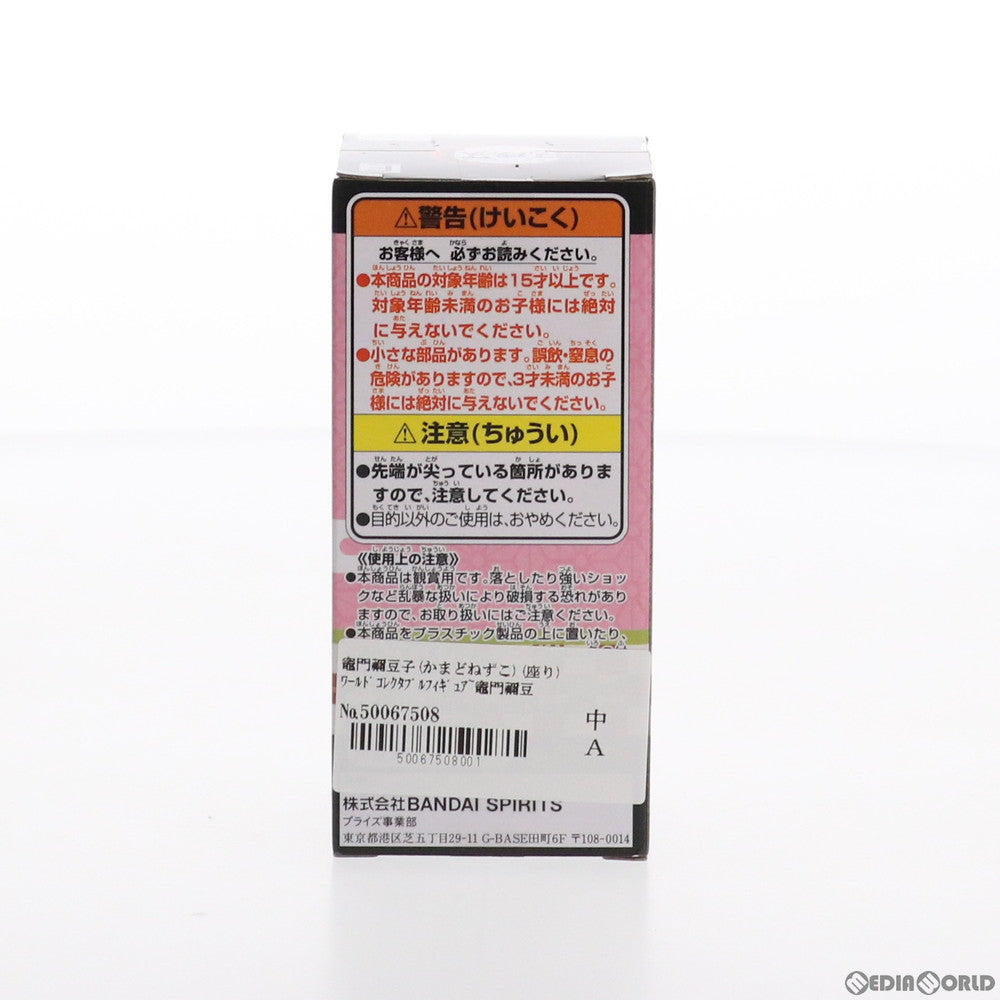 ⚠警告(けいこく)
お客様へ 必ずお読みください。
●本商品の対象年齢は15才以上です。
対象年齢未満のお子様には絶対
に与えないでください。
●小さな部品があります。誤飲・窒息の
危険がありますので、3才未満のお子
様には絶対に与えないでください。
⚠注意(ちゅうい)
●先端が尖っている箇所がありま
すので、注意してください。
●目的以外のご使用は、おやめください。
《使用上の注意》
●本商品は観賞用です。落としたり強いショッ
クなど乱暴な扱いにより破損する恐れがあり
ますので、お取り扱いにはご注意ください。
●本商品をプラスチック製品の上に置いたり、
竈門禰豆子(かまどねずこ)(座り)
ワールドコレクタブルフィギュア~竈門禰豆
No.50067508
中
A
50067508001
株式会社BANDAI SPIRITS
プライズ事業部
東京都港区芝五丁目29-11 G-BASE田町6F 〒108-0014
MEDIAWORLD